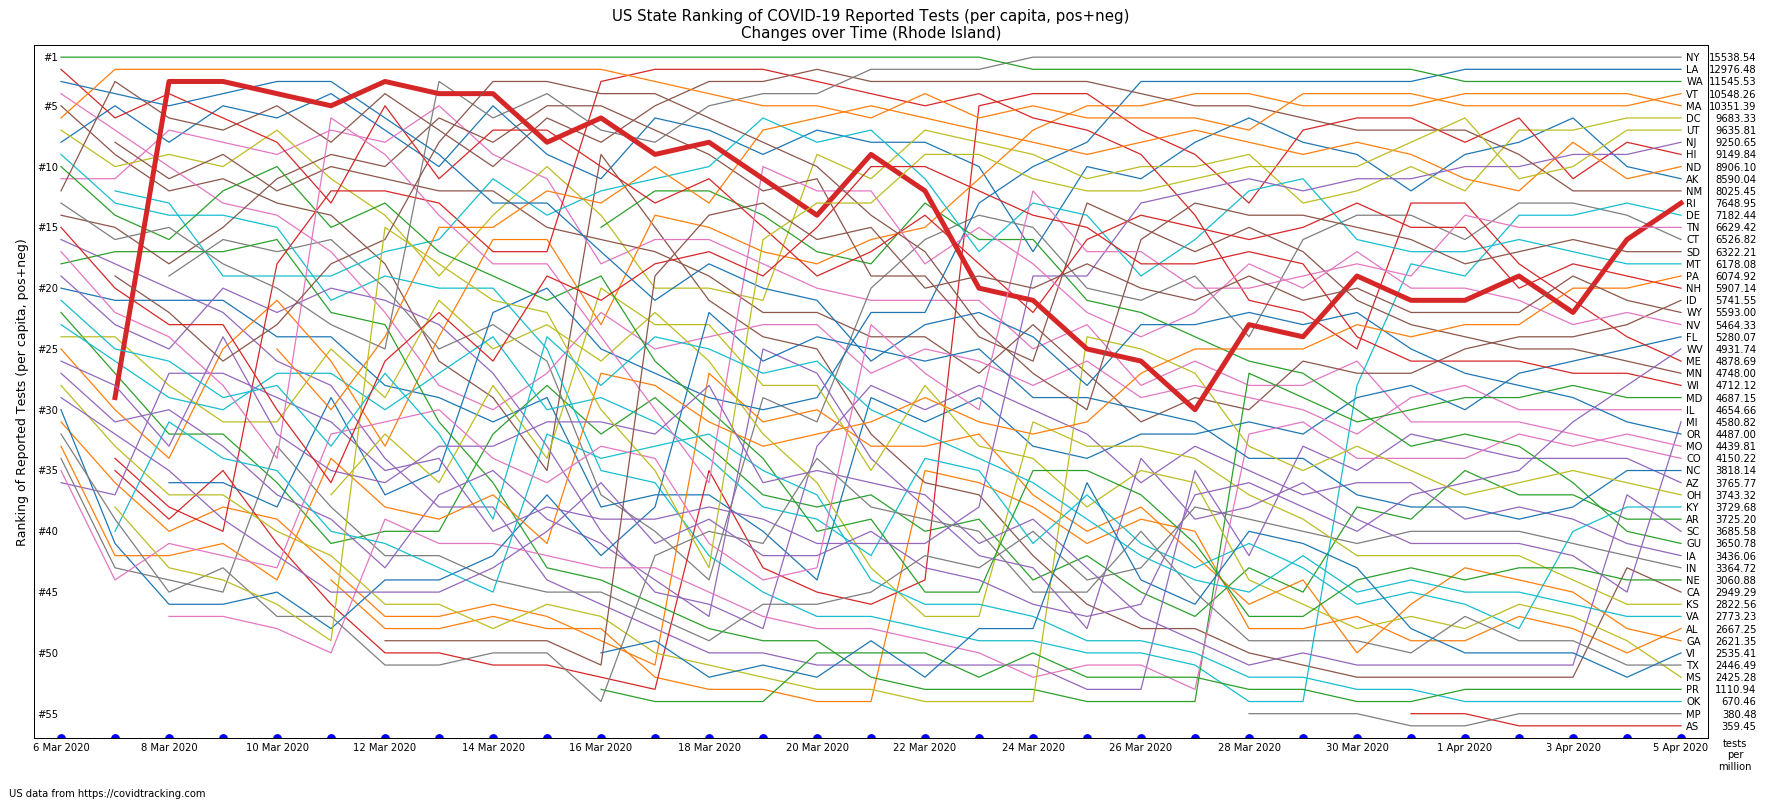 US State Ranking of COVID-19 Reported Tests (per capita, pos+neg)
Changes over Time (Rhode Island)
Ranking of Reported Tests (per capita, pos+neg)
#1
#5
#10
#15
#20
#25
#30
#35
#40
#45
#50
#55
NY 15538.54
LA 12976.48
WA 11545.53
VT 10548.26
MA 10351.39
DC 9683.33
UT 9635.81
NJ 9250.65
HI 9149.84
ND 8906.10
AK 8590.04
NM 8025.45
RI 7648.95
DE 7182.44
TN 6629.42
CT 6526.82
SD 6322.21
MT 6178.08
PA 6074.92
NH 5907.14
ID 5741.55
WY 5593.00
NV 5464.33
FL 5280.07
WV 4931.74
ME 4878.69
MN 4748.00
WI 4712.12
MD 4687.15
IL 4654.66
MI 4580.82
OR 4487.00
MO 4439.81
CO 4150.22
NC 3818.14
AZ 3765.77
OH 3743.32
KY 3729.68
AR 3725.20
SC 3685.58
GU 3650.78
IA 3436.06
IN 3364.72
NE 3060.88
CA 2949.29
KS 2822.56
VA 2773.23
AL 2667.25
GA 2621.35
VI 2535.41
TX 2446.49
MS 2425.28
PR 1110.94
OK 670.46
MP 380.48
AS 359.45
6 Mar 2020
8 Mar 2020
10 Mar 2020
12 Mar 2020
14 Mar 2020
16 Mar 2020
18 Mar 2020
20 Mar 2020
22 Mar 2020
24 Mar 2020
26 Mar 2020
28 Mar 2020
30 Mar 2020
1 Apr 2020
3 Apr 2020
5 Apr 2020
tests
per
million
US data from https://covidtracking.com